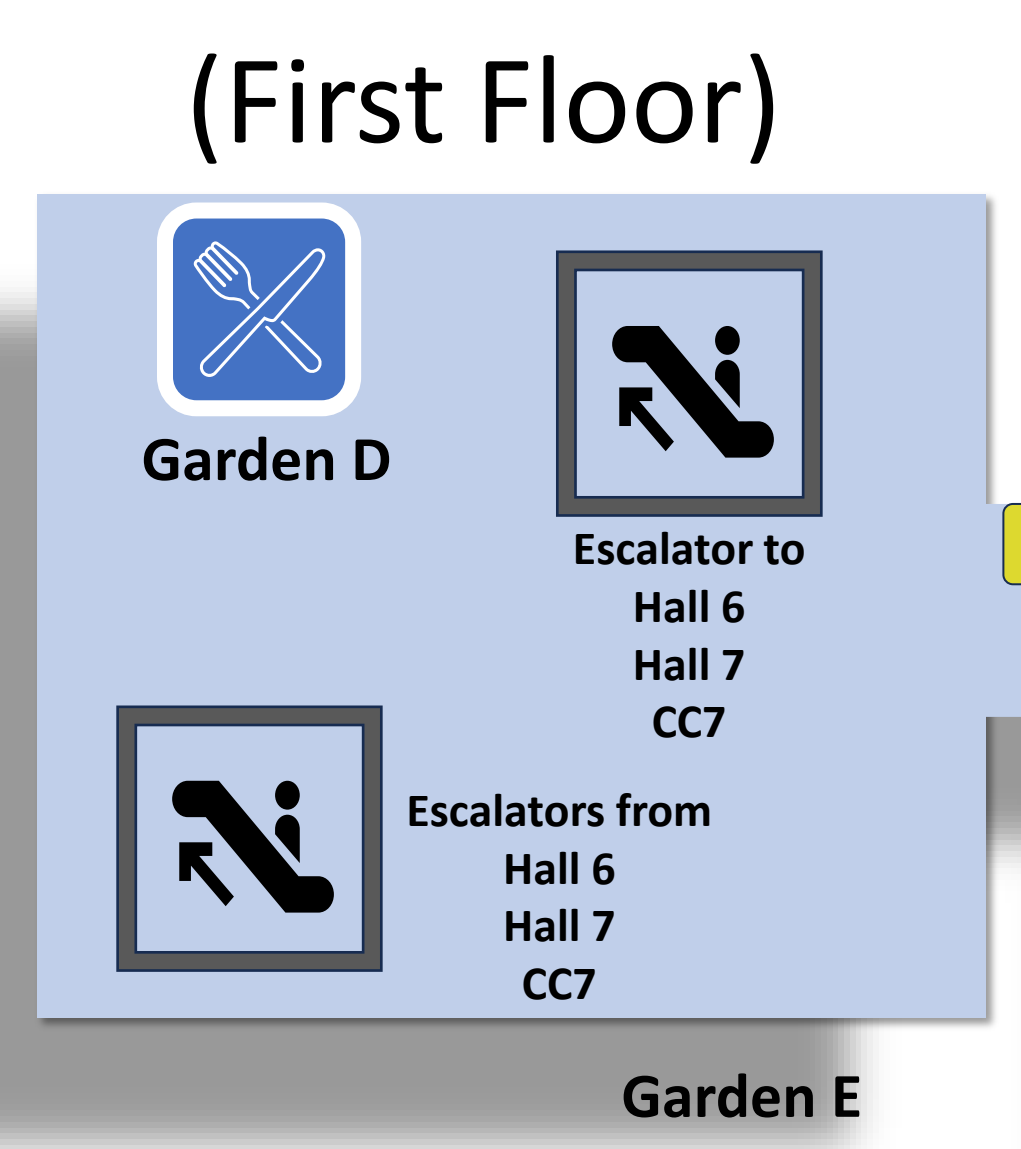 (First Floor)
Garden D
Escalator to
Hall 6
Hall 7
CC7
Escalators from
Hall 6
Hall 7
CC7
Garden E